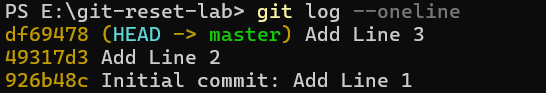 PS E:\git-reset-lab> git log --oneline
df69478 (HEAD -> master) Add Line 3
49317d3 Add Line 2
926b48c Initial commit: Add Line 1